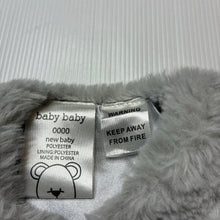 baby baby
0000
new baby
POLYESTER
LINING:POLYESTER
MADE IN CHINA
WARNING
KEEP AWAY
FROM FIRE